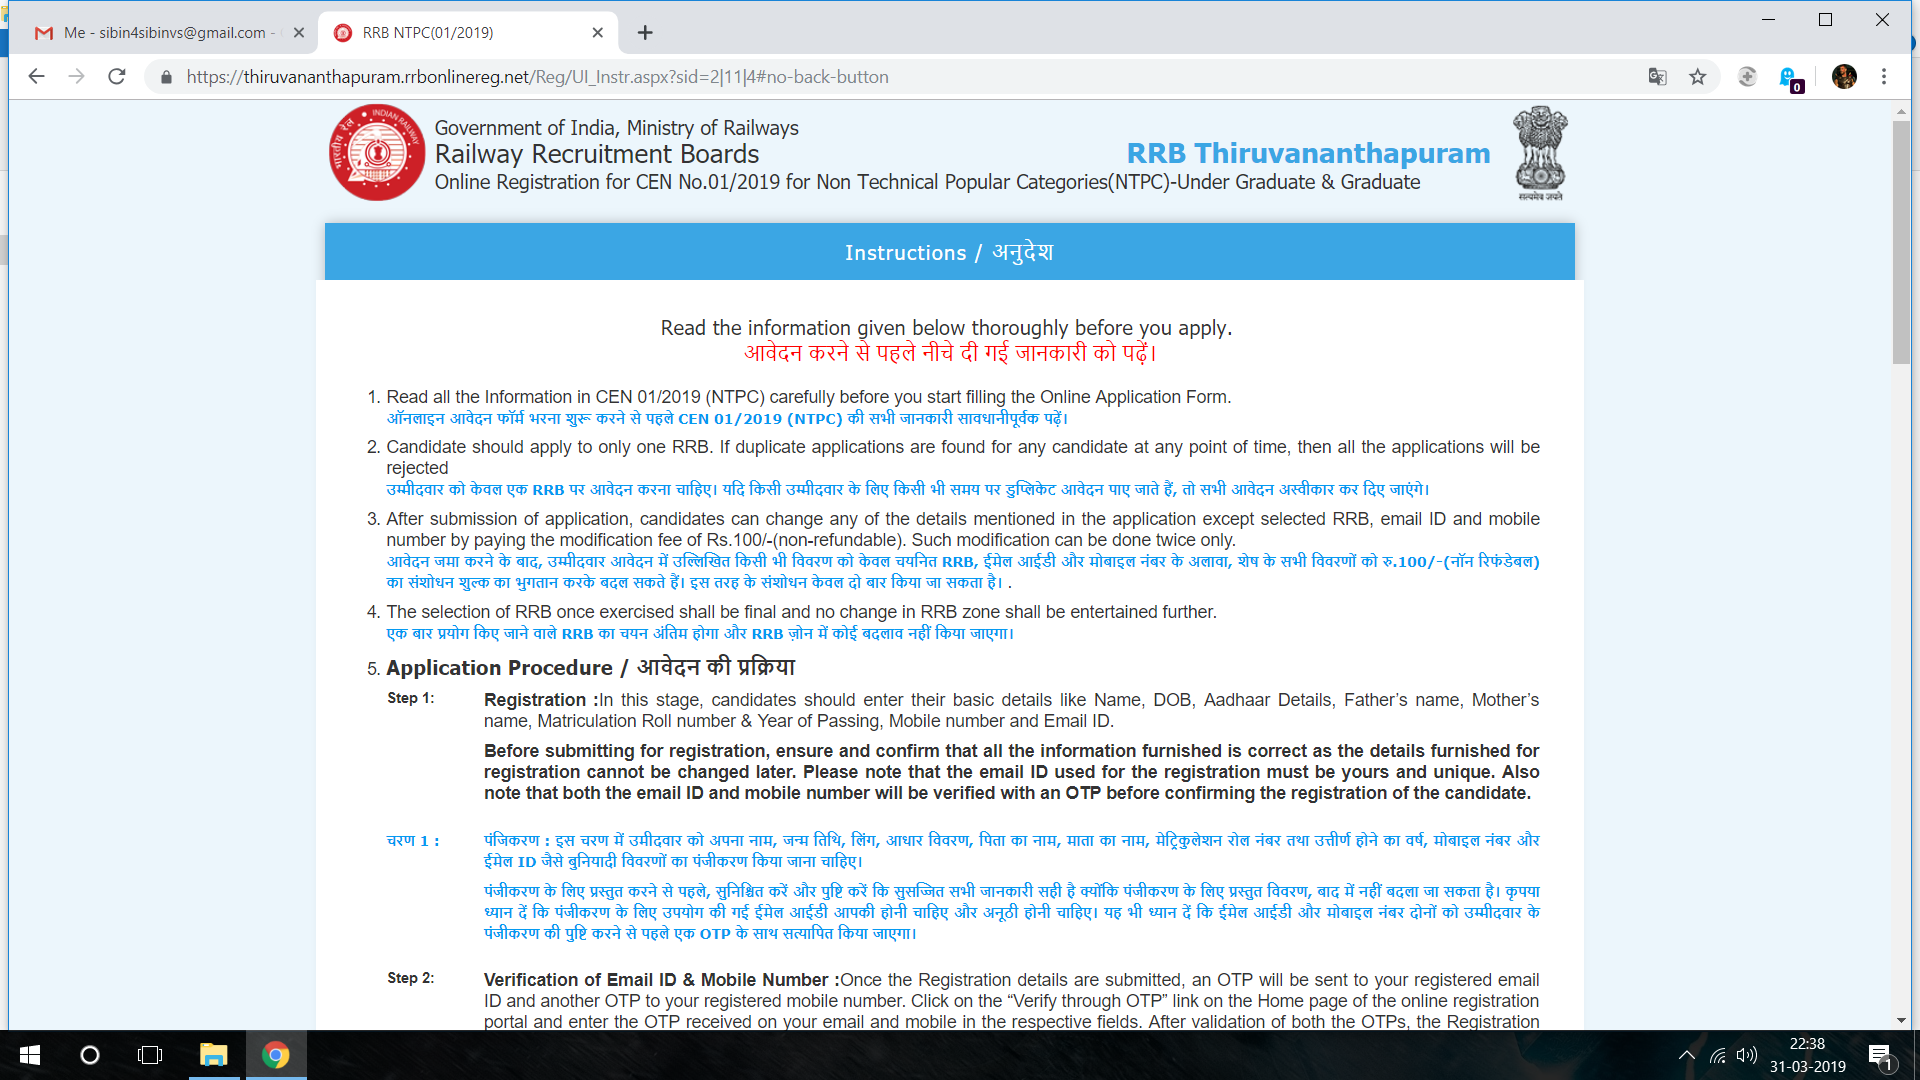 Me - sibin4sibinvs@gmail.com -
RRB NTPC(01/2019)
https://thiruvananthapuram.rrbonlinereg.net/Reg/UI_Instr.aspx?sid=2|11|4#no-back-button
0
भारतीय रेल INDIAN RAILWAY
Government of India, Ministry of Railways
Railway Recruitment Boards
RRB Thiruvananthapuram
Online Registration for CEN No.01/2019 for Non Technical Popular Categories(NTPC)-Under Graduate & Graduate
सत्यमेव जयते
Instructions / अनुदेश
Read the information given below thoroughly before you apply.
आवेदन करने से पहले नीचे दी गई जानकारी को पढ़ें।
1. Read all the Information in CEN 01/2019 (NTPC) carefully before you start filling the Online Application Form.
ऑनलाइन आवेदन फॉर्म भरना शुरू करने से पहले CEN 01/2019 (NTPC) की सभी जानकारी सावधानीपूर्वक पढ़ें।
2. Candidate should apply to only one RRB. If duplicate applications are found for any candidate at any point of time, then all the applications will be
rejected
उम्मीदवार को केवल एक RRB पर आवेदन करना चाहिए। यदि किसी उम्मीदवार के लिए किसी भी समय पर डुप्लिकेट आवेदन पाए जाते हैं, तो सभी आवेदन अस्वीकार कर दिए जाएंगे।
3. After submission of application, candidates can change any of the details mentioned in the application except selected RRB, email ID and mobile
number by paying the modification fee of Rs.100/-(non-refundable). Such modification can be done twice only.
आवेदन जमा करने के बाद, उम्मीदवार आवेदन में उल्लिखित किसी भी विवरण को केवल चयनित RRB, ईमेल आईडी और मोबाइल नंबर के अलावा, शेष के सभी विवरणों को रु.100/-(नॉन रिफंडेबल)
का संशोधन शुल्क का भुगतान करके बदल सकते हैं। इस तरह के संशोधन केवल दो बार किया जा सकता है। .
4. The selection of RRB once exercised shall be final and no change in RRB zone shall be entertained further.
एक बार प्रयोग किए जाने वाले RRB का चयन अंतिम होगा और RRB ज़ोन में कोई बदलाव नहीं किया जाएगा।
5. Application Procedure / आवेदन की प्रक्रिया
Step 1: Registration :In this stage, candidates should enter their basic details like Name, DOB, Aadhaar Details, Father’s name, Mother’s
name, Matriculation Roll number & Year of Passing, Mobile number and Email ID.
Before submitting for registration, ensure and confirm that all the information furnished is correct as the details furnished for
registration cannot be changed later. Please note that the email ID used for the registration must be yours and unique. Also
note that both the email ID and mobile number will be verified with an OTP before confirming the registration of the candidate.
चरण 1 : पंजिकरण : इस चरण में उमीदवार को अपना नाम, जन्म तिथि, लिंग, आधार विवरण, पिता का नाम, माता का नाम, मेट्रिकुलेशन रोल नंबर तथा उत्तीर्ण होने का वर्ष, मोबाइल नंबर और
ईमेल ID जैसे बुनियादी विवरणों का पंजीकरण किया जाना चाहिए।
पंजीकरण के लिए प्रस्तुत करने से पहले, सुनिश्चित करें और पुष्टि करें कि सुसज्जित सभी जानकारी सही है क्योंकि पंजीकरण के लिए प्रस्तुत विवरण, बाद में नहीं बदला जा सकता है। कृपया
ध्यान दें कि पंजीकरण के लिए उपयोग की गई ईमेल आईडी आपकी होनी चाहिए और अनूठी होनी चाहिए। यह भी ध्यान दें कि ईमेल आईडी और मोबाइल नंबर दोनों को उम्मीदवार के
पंजीकरण की पुष्टि करने से पहले एक OTP के साथ सत्यापित किया जाएगा।
Step 2: Verification of Email ID & Mobile Number :Once the Registration details are submitted, an OTP will be sent to your registered email
ID and another OTP to your registered mobile number. Click on the “Verify through OTP” link on the Home page of the online registration
portal and enter the OTP received on your email and mobile in the respective fields. After validation of both the OTPs, the Registration
22:38
31-03-2019
1